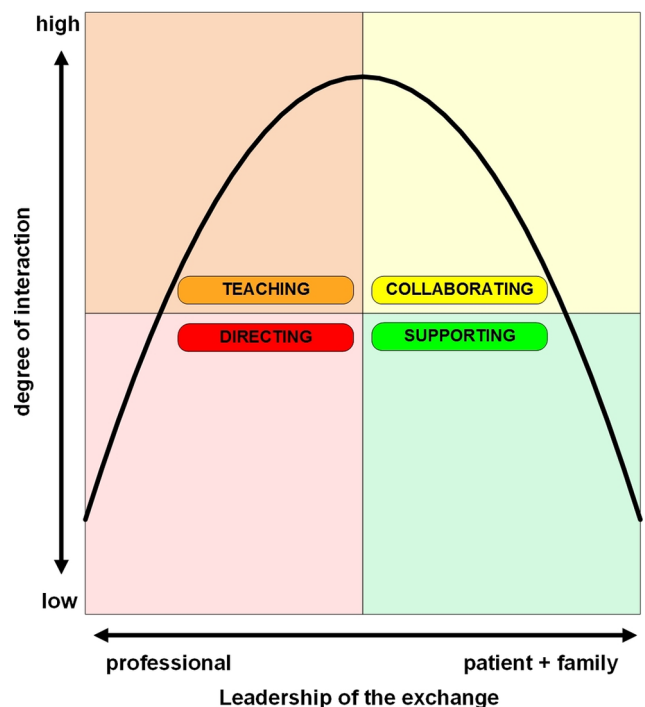 high
TEACHING
COLLABORATING
DIRECTING
SUPPORTING
degree of interaction
low
professional
patient + family
Leadership of the exchange